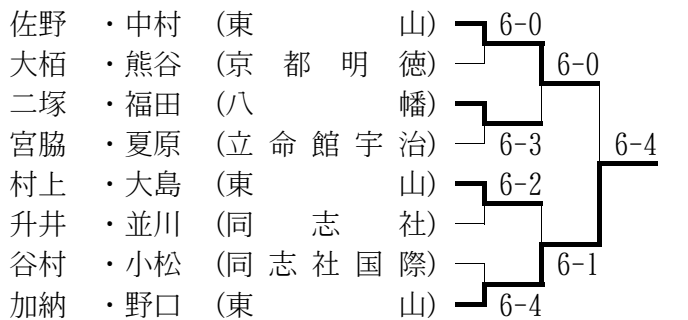 佐野 ・中村 (東 山) 6-0
大栢 ・熊谷 (京 都 明 徳) 6-0
二塚 ・福田 (八 幡)
宮脇 ・夏原 (立 命 館 宇 治) 6-3 6-4
村上 ・大島 (東 山) 6-2
升井 ・並川 (同 志 社)
谷村 ・小松 (同 志 社 国 際) 6-1
加納 ・野口 (東 山) 6-4